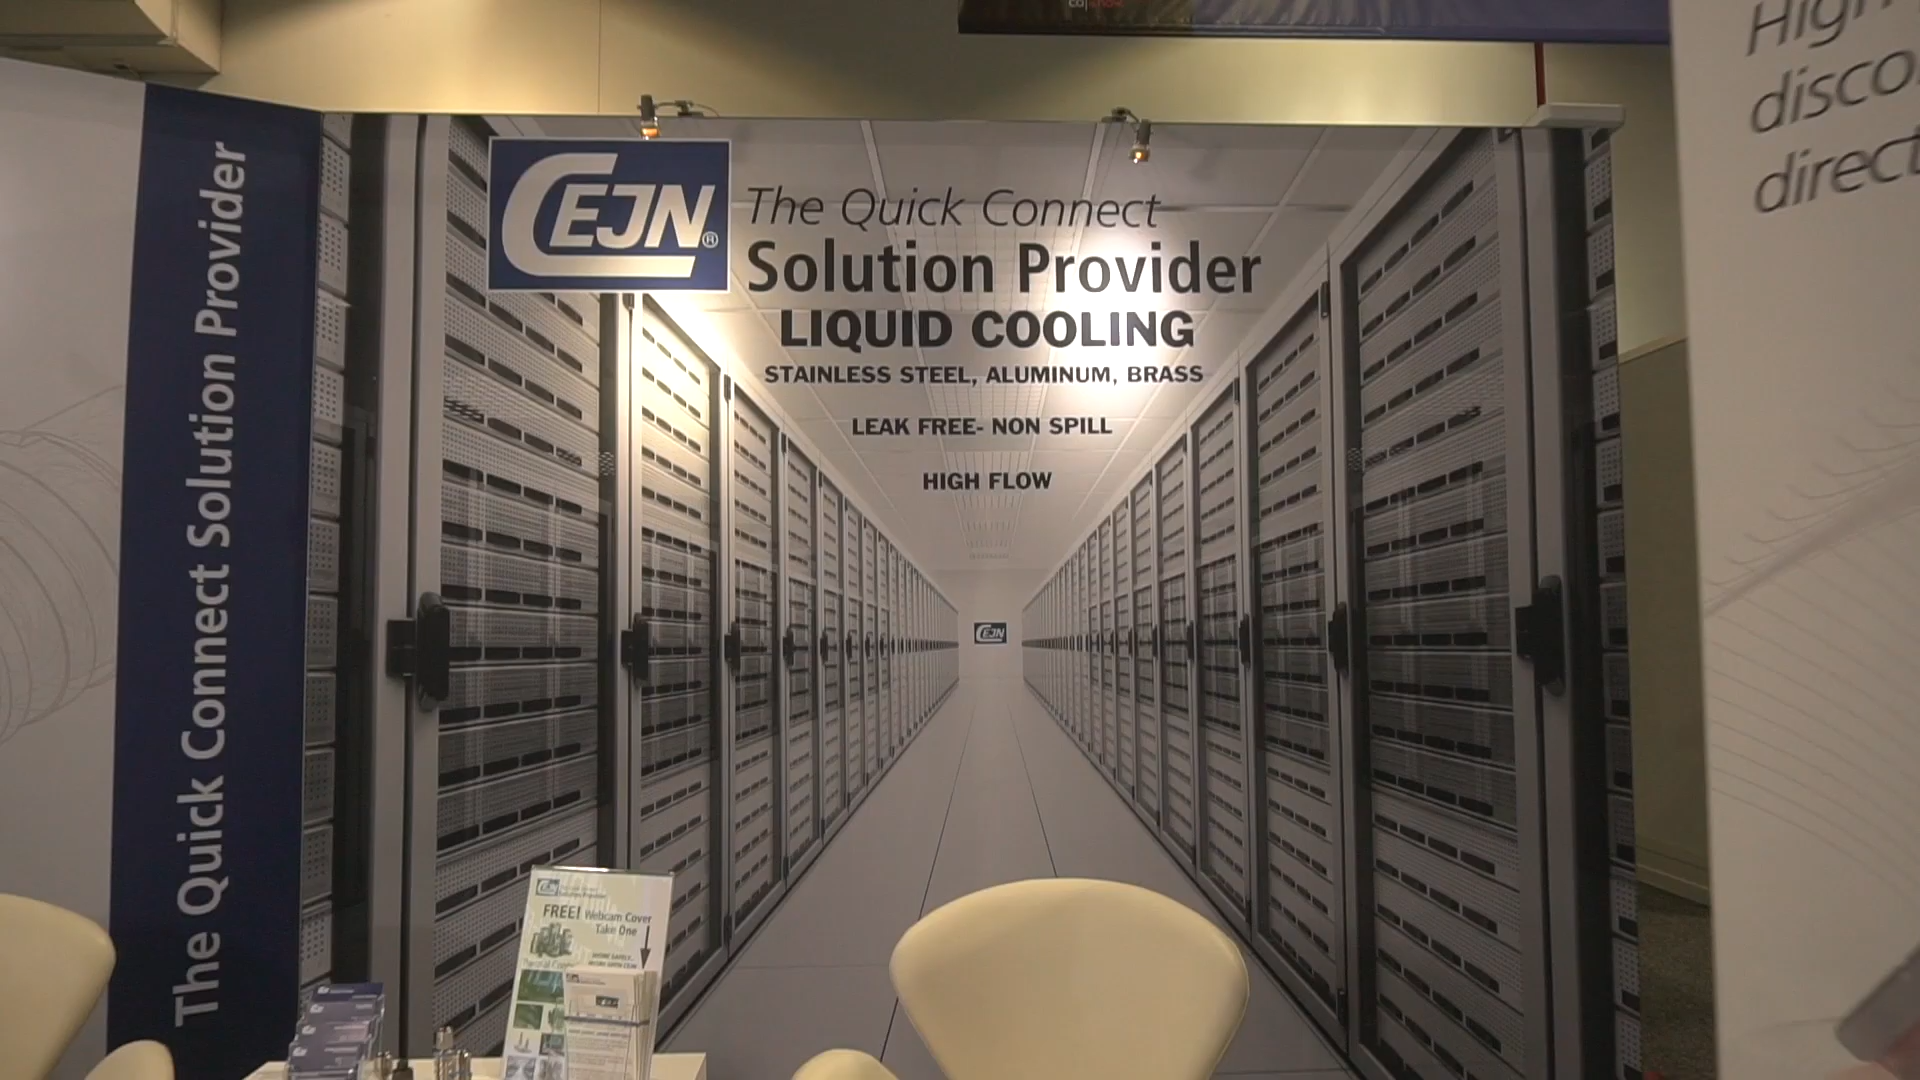 The Quick Connect Solution Provider
CEJN®
The Quick Connect
Solution Provider
LIQUID COOLING
STAINLESS STEEL, ALUMINUM, BRASS
LEAK FREE- NON SPILL
HIGH FLOW
CEJN
CEJN
FREE! Webcam Cover
Take One
High
disco
direct